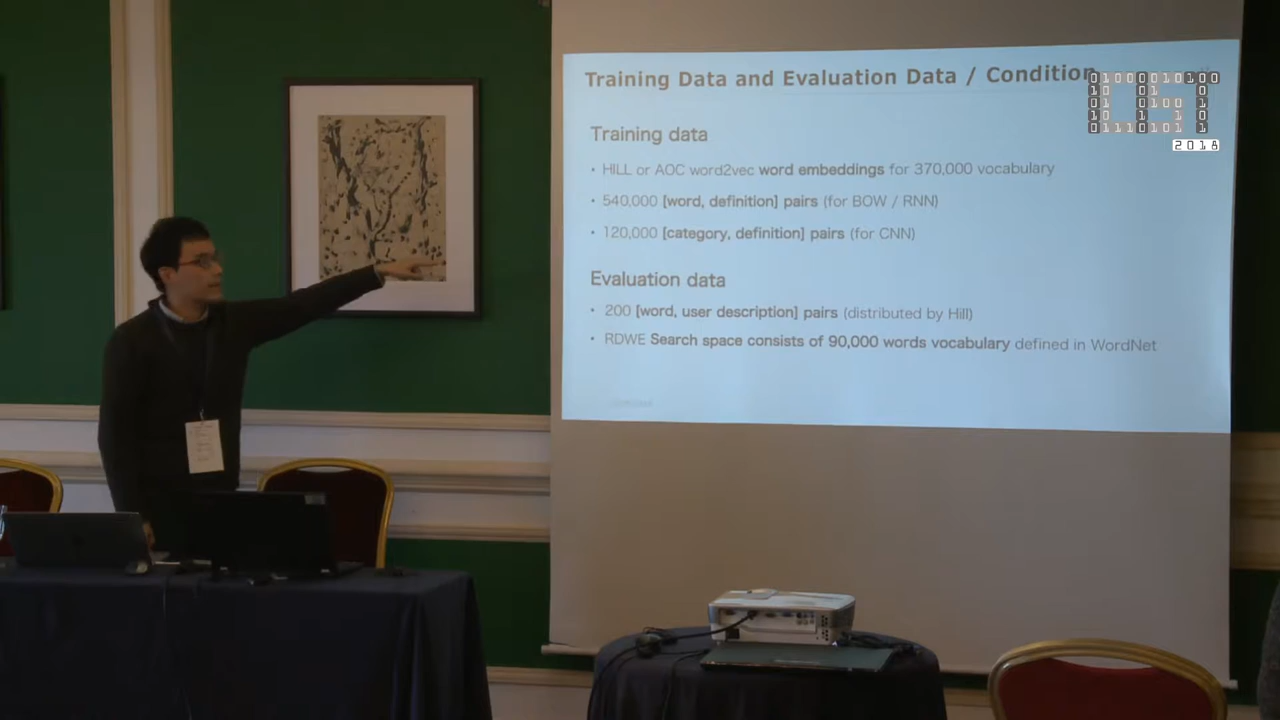 Training Data and Evaluation Data / Condition
Training data
• HILL or AOC word2vec word embeddings for 370,000 vocabulary
• 540,000 [word, definition] pairs (for BOW / RNN)
• 120,000 [category, definition] pairs (for CNN)
Evaluation data
• 200 [word, user description] pairs (distributed by Hill)
• RDWE Search space consists of 90,000 words vocabulary defined in WordNet
2018